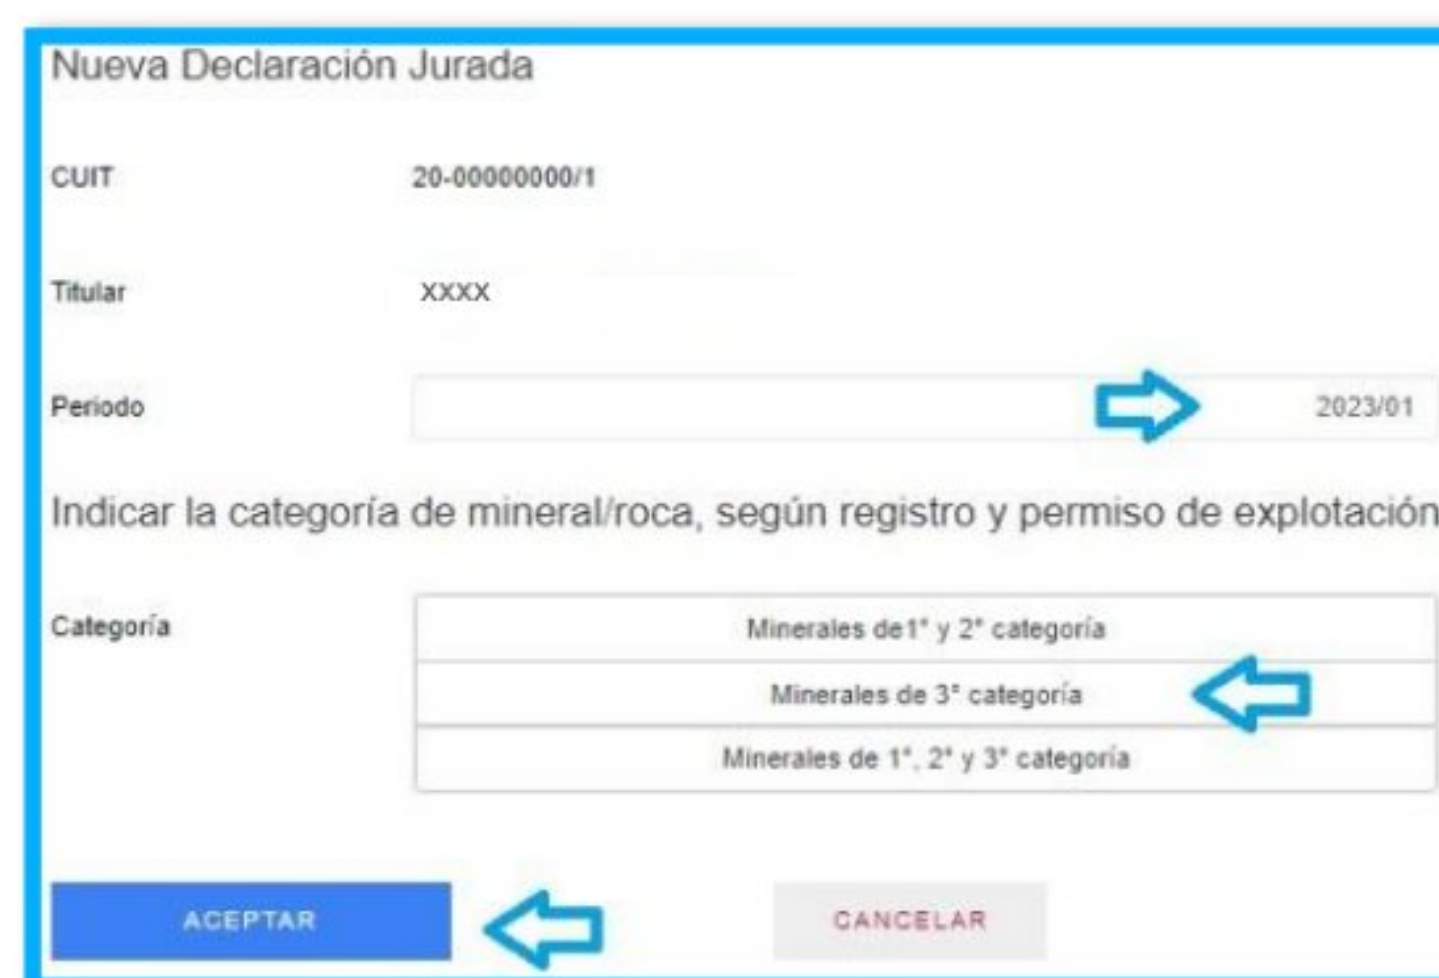 Nueva Declaración Jurada
CUIT 20-00000000/1
Titular XXXX
Periodo 2023/01
Indicar la categoría de mineral/roca, según registro y permiso de explotación
Categoría Minerales de1° y 2° categoría
Minerales de 3° categoría
Minerales de 1°, 2° y 3° categoría
ACEPTAR CANCELAR